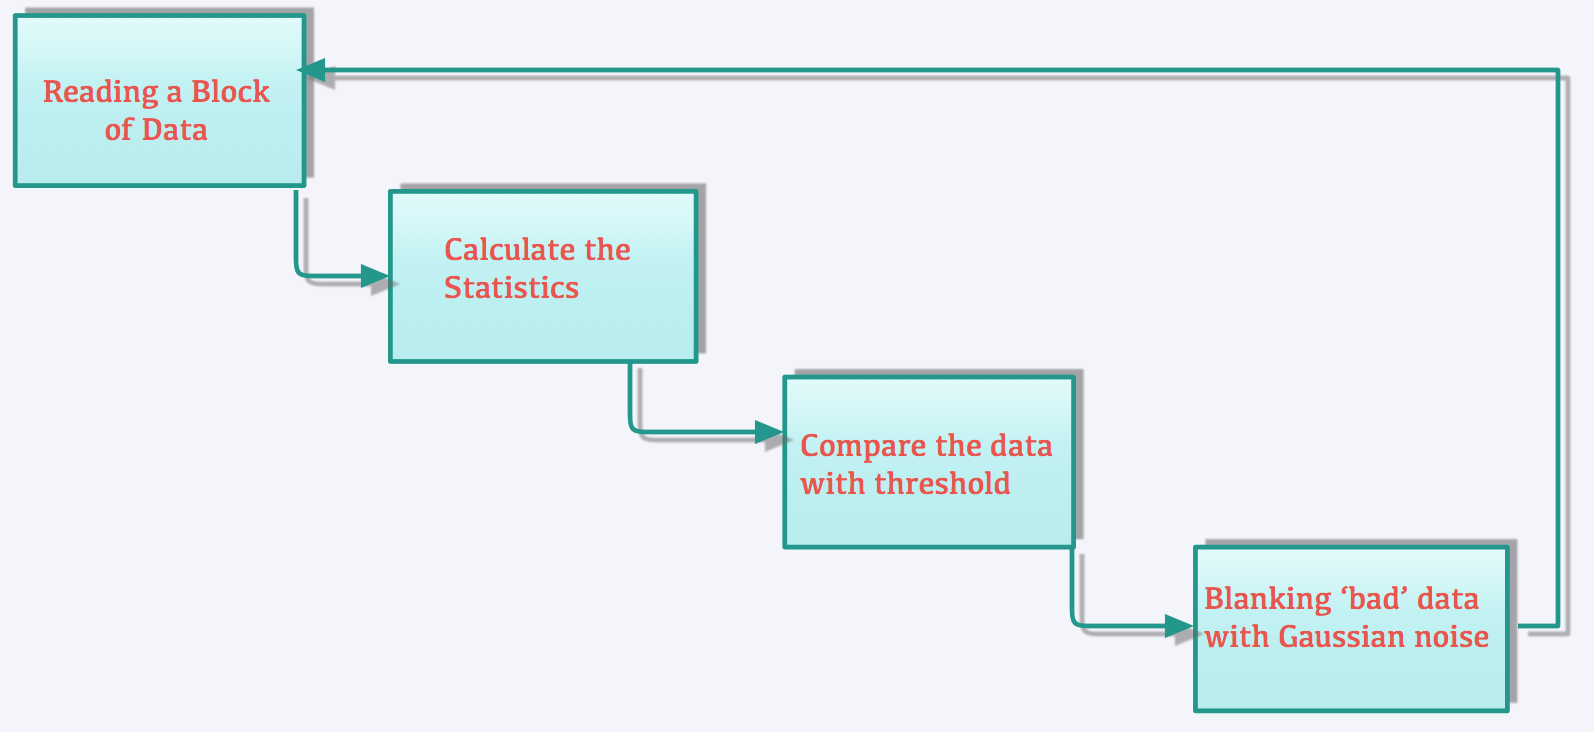 Reading a Block
of Data
Calculate the
Statistics
Compare the data
with threshold
Blanking ‘bad’ data
with Gaussian noise